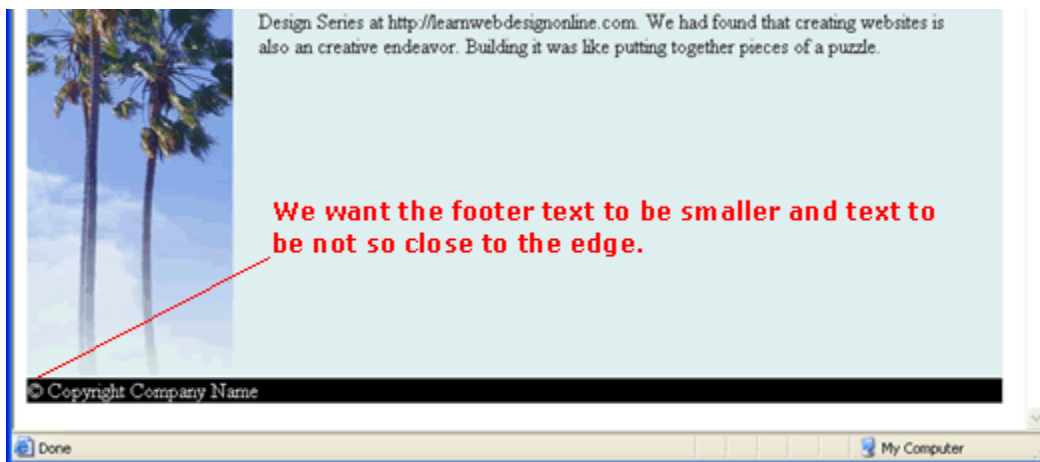 Design Series at http://learnwebdesignonline.com. We had found that creating websites is
also an creative endeavor. Building it was like putting together pieces of a puzzle.
We want the footer text to be smaller and text to
be not so close to the edge.
© Copyright Company Name
Done
My Computer